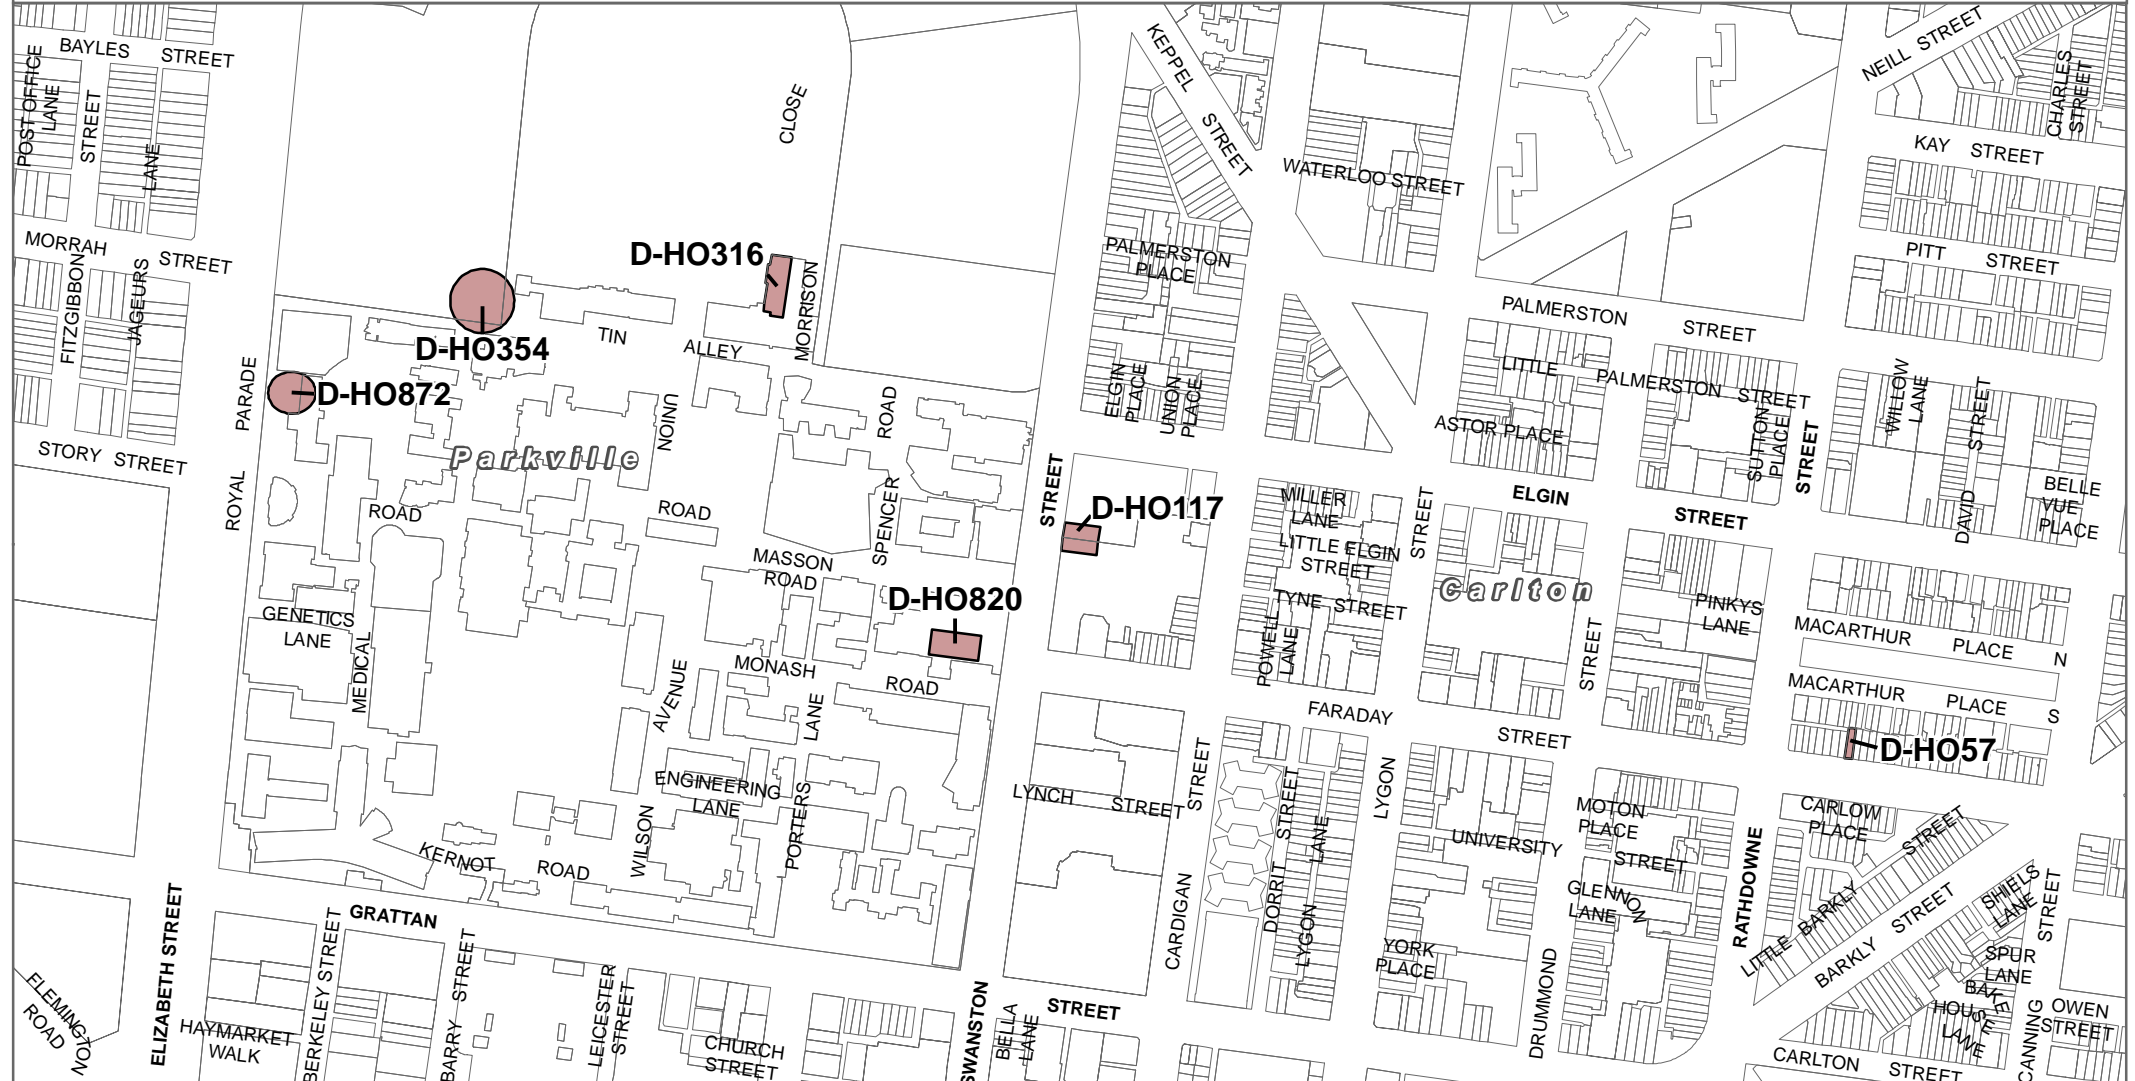 BAYLES STREET
POST OFFICE
LANE
STREET
LANE
CLOSE
KEPPEL STREET
NEILL STREET
CHARLES
STREET
KAY STREET
WATERLOO STREET
MORRAH STREET
FITZGIBBON
JAGEURS
D-HO316
MORRISON
PALMERSTON
PLACE
PITT STREET
D-HO354
TIN ALLEY
PALMERSTON STREET
D-HO872
PARADE
ROYAL
STORY STREET
Parkville
UNION
ROAD
ROAD
ROAD
SPENCER
ELGIN
PLACE
UNION
PLACE
LITTLE PALMERSTON STREET
ASTOR PLACE
SUTTON
PLACE
STREET
WILLOW
LANE
DAVID STREET
BELLE
VUE
PLACE
STREET
D-HO117
MILLER
LANE
LITTLE ELGIN
STREET
STREET
ELGIN STREET
MASSON
ROAD
D-HO820
GENETICS
LANE
MEDICAL
TYNE STREET
POWELL
LANE
Carlton
STREET
PINKYS
LANE
MACARTHUR PLACE N
MACARTHUR PLACE S
MONASH ROAD
AVENUE
LANE
FARADAY STREET
D-HO57
ENGINEERING
LANE
PORTERS
WILSON
LYNCH STREET
STREET
CARDIGAN
DORRIT STREET
LYGON LANE
LYGON
UNIVERSITY STREET
MOTON
PLACE
GLENNON
LANE
RATHDOWNE
CARLOW
PLACE
LITTLE BARKLY STREET
BARKLY STREET
SHIELS
LANE
STREET
KERNOT ROAD
GRATTAN STREET
ELIZABETH STREET
BERKELEY STREET
BARRY STREET
LEICESTER
STREET
FLEMINGTON
ROAD
HAYMARKET
WALK
CHURCH
STREET
SWANSTON
BELLA
LANE
YORK
PLACE
DRUMMOND
SPUR
LANE
BAKEHOUSE
LANE
CANNING
OWEN
STREET
CARLTON STREET